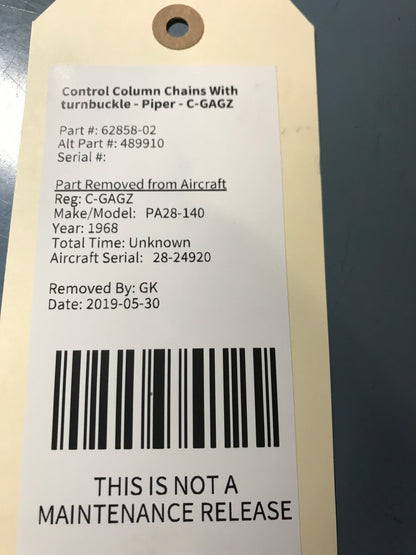 Control Column Chains With
turnbuckle - Piper - C-GAGZ
Part #: 62858-02
Alt Part #: 489910
Serial #:
Part Removed from Aircraft
Reg: C-GAGZ
Make/Model: PA28-140
Year: 1968
Total Time: Unknown
Aircraft Serial: 28-24920
Removed By: GK
Date: 2019-05-30
THIS IS NOT A
MAINTENANCE RELEASE